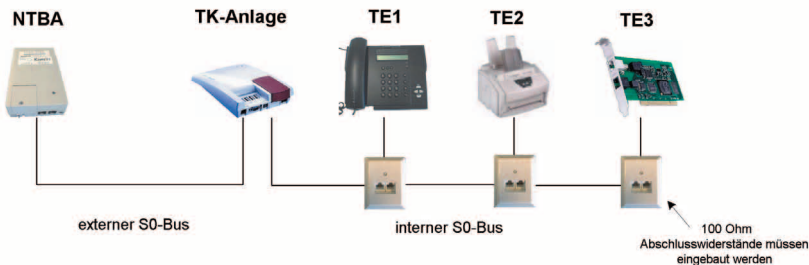 NTBA
TK-Anlage
TE1
TE2
TE3
externer S0-Bus
interner S0-Bus
100 Ohm
Abschlusswiderstände müssen
eingebaut werden